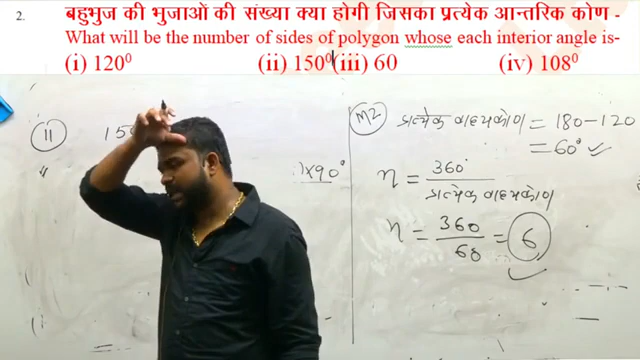 2. बहुभुज की भुजाओं की संख्या क्या होगी जिसका प्रत्येक आन्तरिक कोण -
What will be the number of sides of polygon whose each interior angle is-
(i) 120⁰ (ii) 150⁰ (iii) 60 (iv) 108⁰
(ii) 15
×90°
M2 प्रत्येक वाह्यकोण = 180-120
= 60° ✓
n = 360° / प्रत्येक वाह्यकोण
n = 360 / 60 = 6